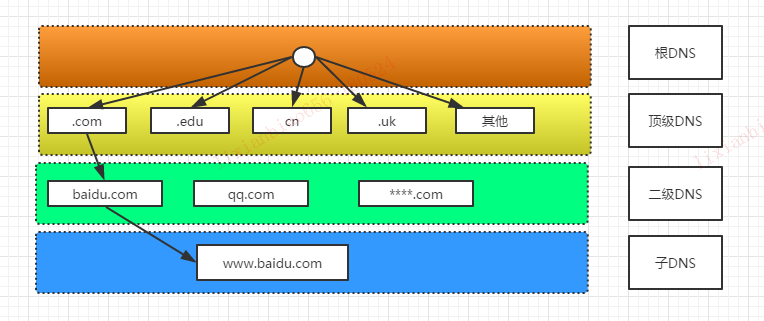 根DNS
.com
.edu
cn
.uk
其他
顶级DNS
baidu.com
qq.com
****.com
二级DNS
www.baidu.com
子DNS